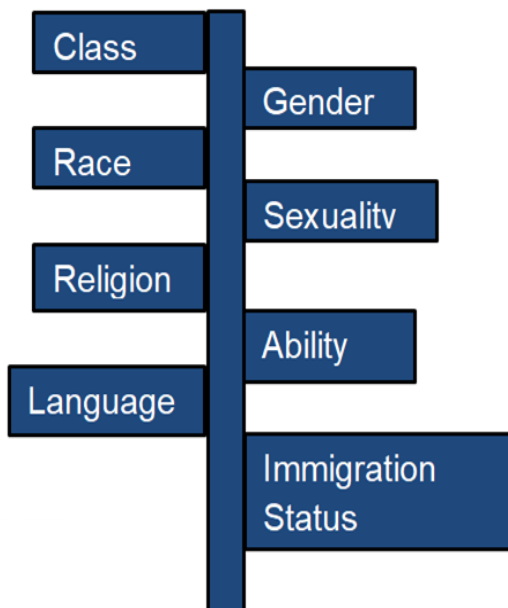 Class
Gender
Race
Sexuality
Religion
Ability
Language
Immigration
Status